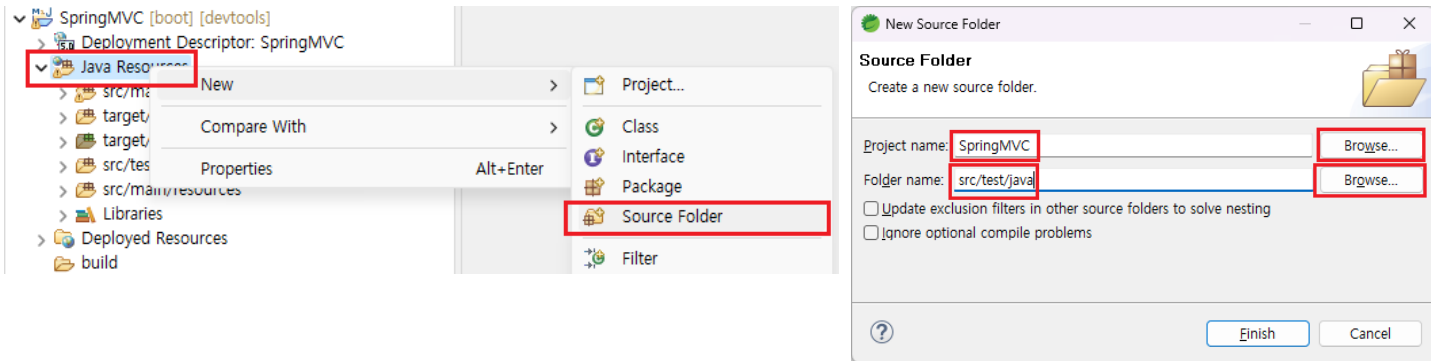 SpringMVC [boot] [devtools]
Deployment Descriptor: SpringMVC
Java Resources
src/ma
target/
target/
src/tes
src/main/resources
Libraries
Deployed Resources
build
New
Compare With
Properties Alt+Enter
Project...
Class
Interface
Package
Source Folder
Filter
New Source Folder
Source Folder
Create a new source folder.
Project name: SpringMVC Browse...
Folder name: src/test/java Browse...
Update exclusion filters in other source folders to solve nesting
Ignore optional compile problems
Finish Cancel